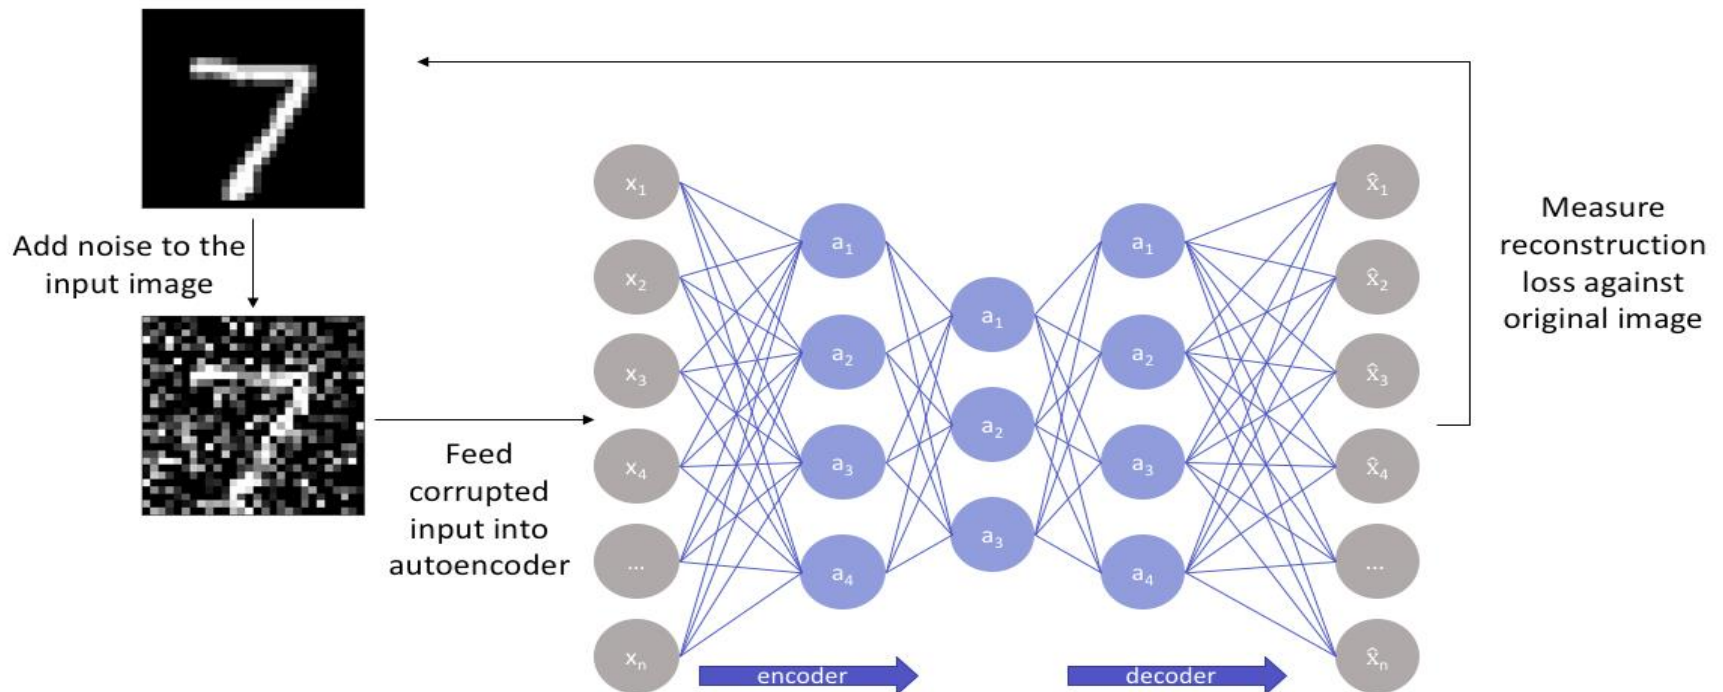 Add noise to the
input image
Feed
corrupted
input into
autoencoder
x₁
x₂
x₃
x₄
...
xₙ
a₁
a₂
a₃
a₄
a₁
a₂
a₃
a₁
a₂
a₃
a₄
x̂₁
x̂₂
x̂₃
x̂₄
...
x̂ₙ
encoder
decoder
Measure
reconstruction
loss against
original image
7
7